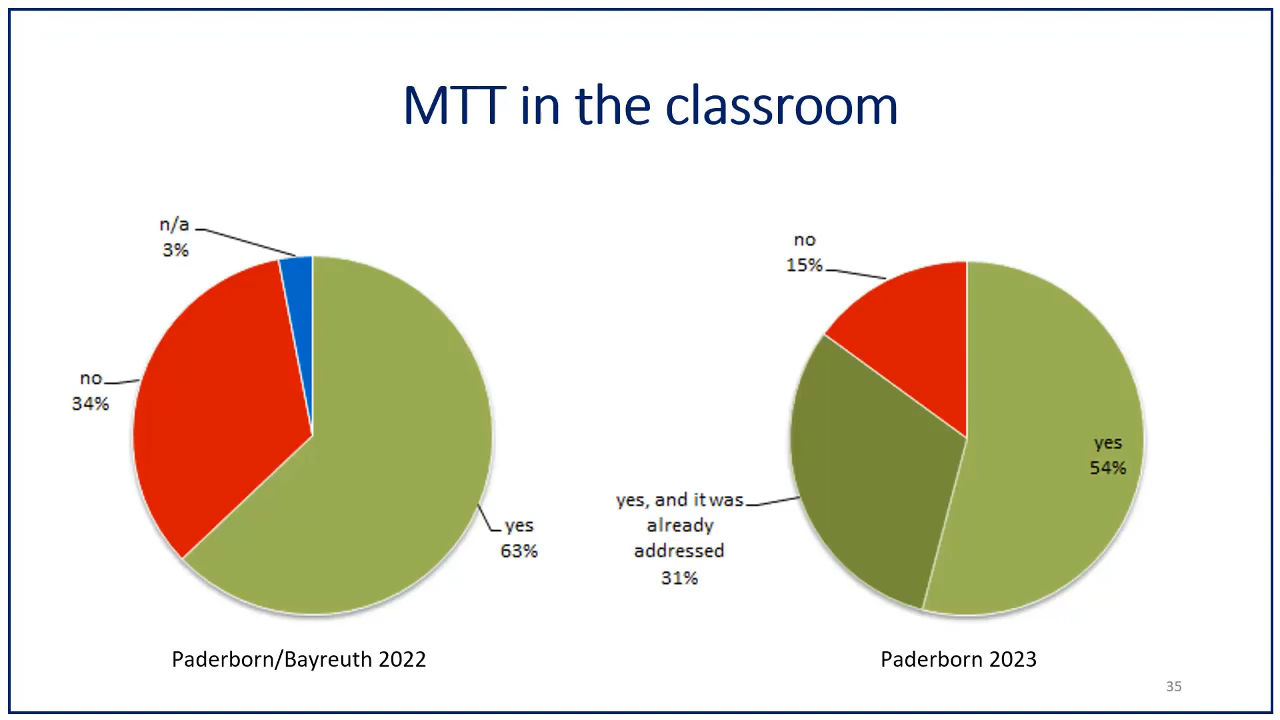 MTT in the classroom
n/a
3%
no
34%
yes
63%
Paderborn/Bayreuth 2022
no
15%
yes
54%
yes, and it was
already
addressed
31%
Paderborn 2023
35